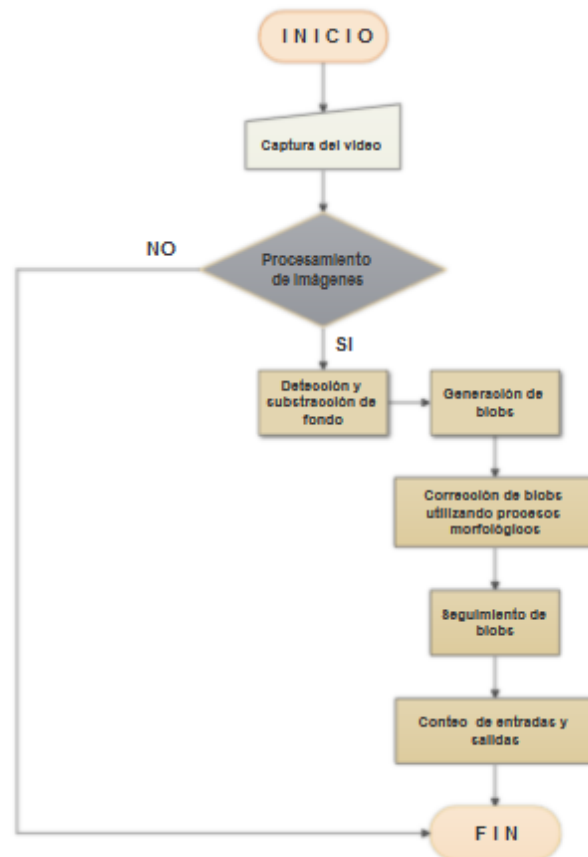 INICIO
Captura del video
Procesamiento
de imágenes
NO
SI
Detección y
substracción de
fondo
Generación de
blobs
Corrección de blobs
utilizando procesos
morfológicos
Seguimiento de
blobs
Conteo de entradas y
salidas
FIN